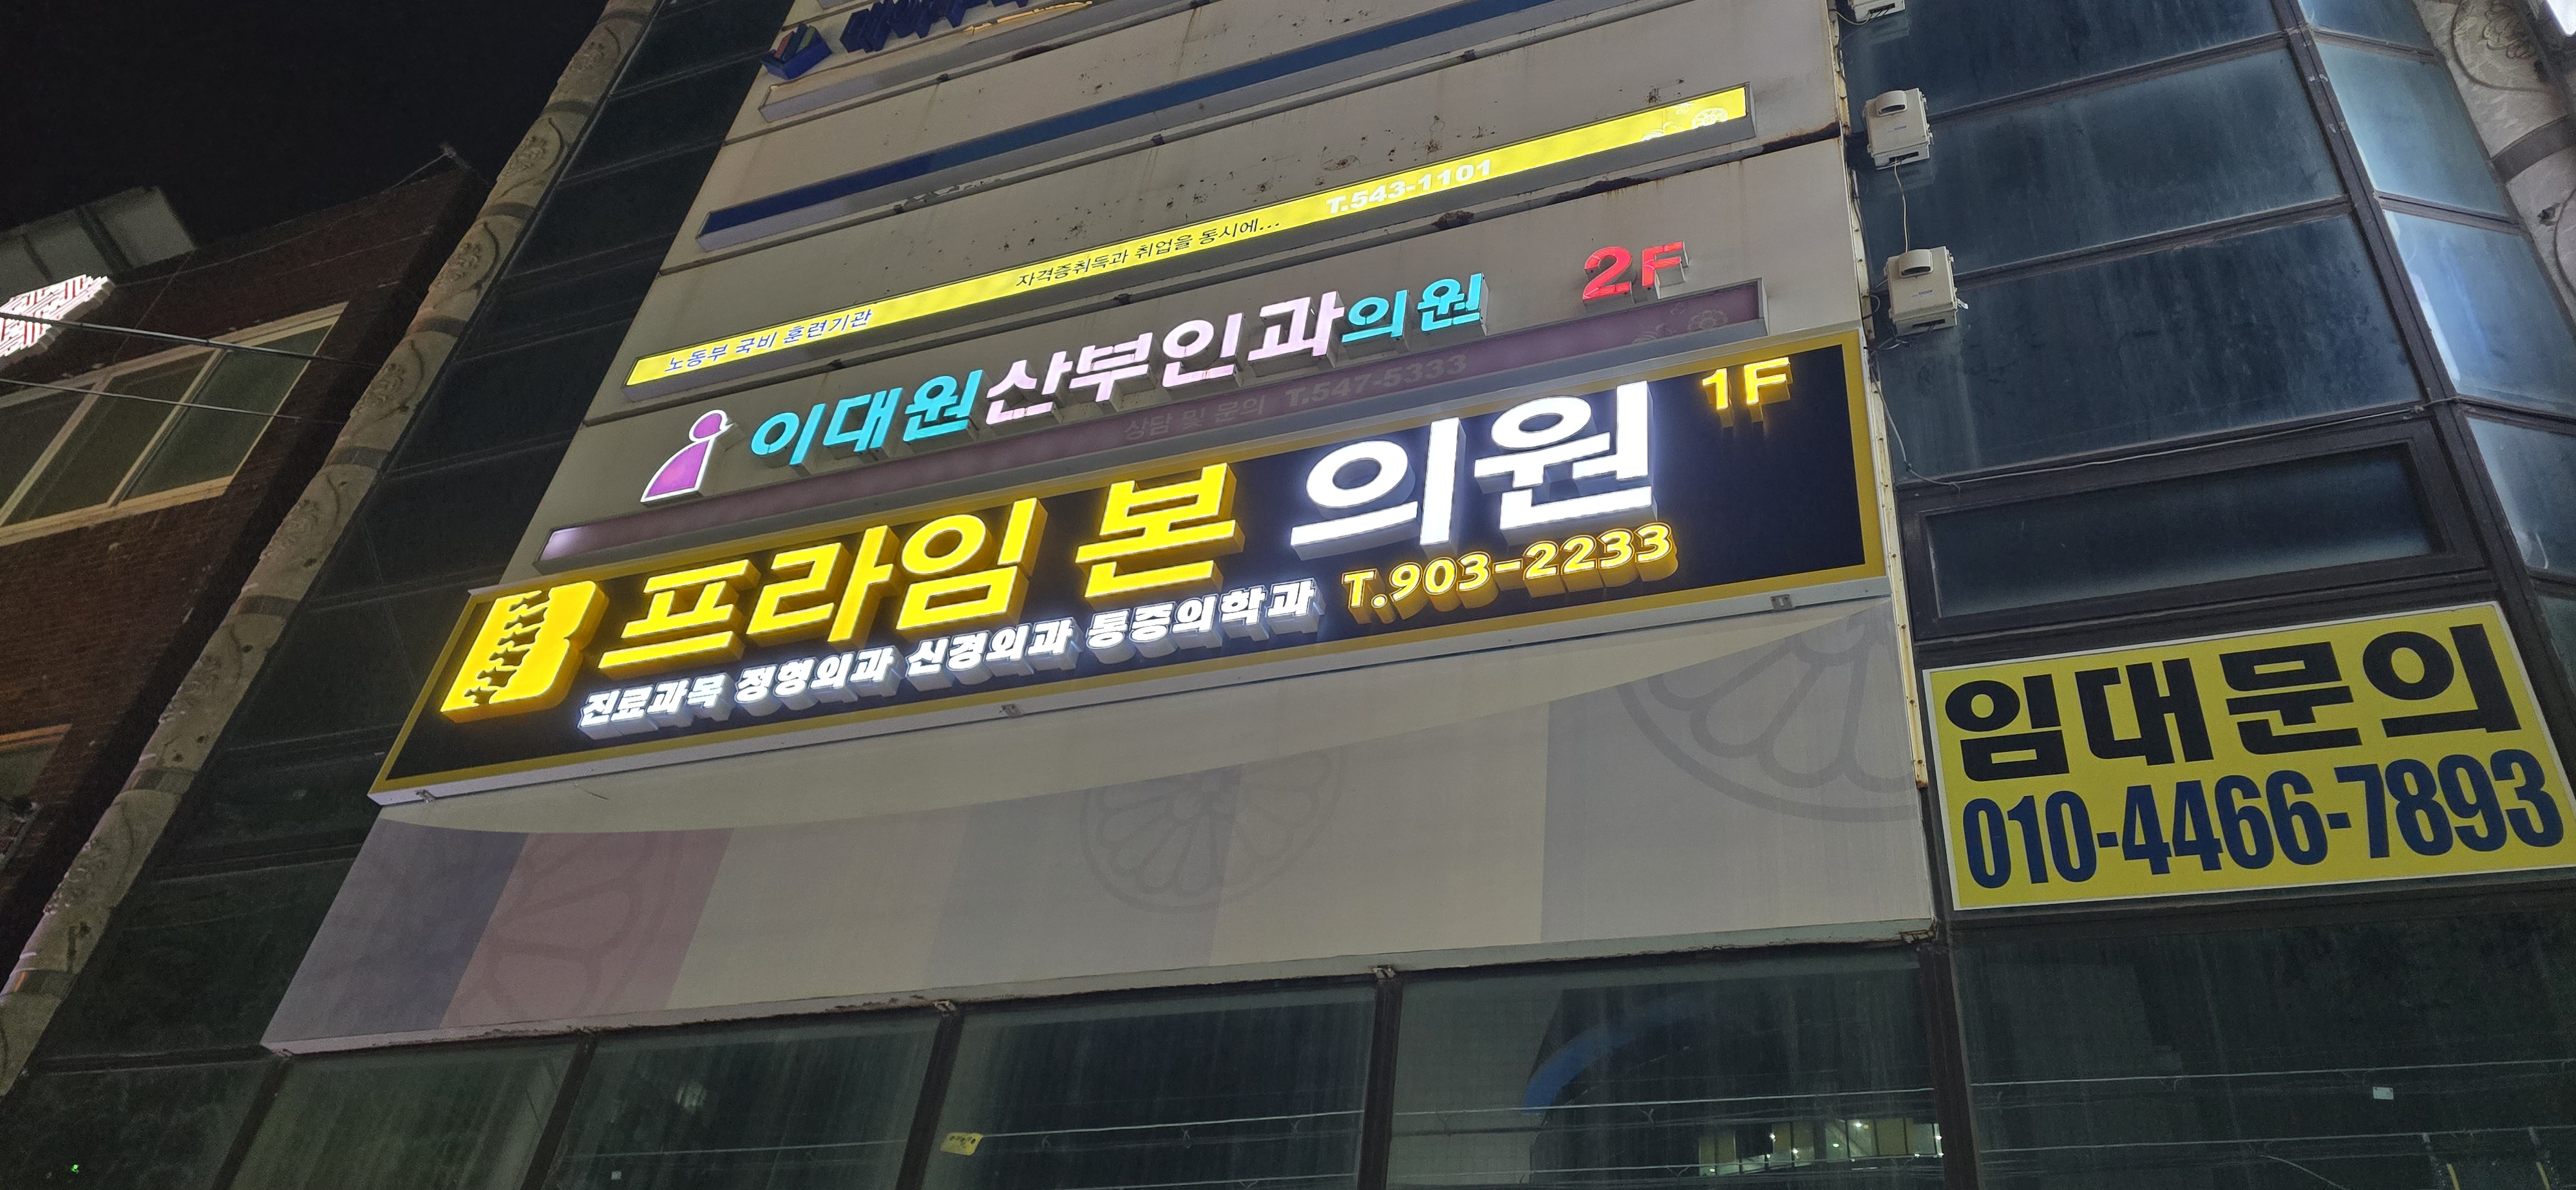 노동부 국비 훈련기관 자격증취득과 취업을 동시에... T.543-1101
이대원산부인과의원 2F
상담 및 문의 T.547-5333
프라임 본 의원 1F
진료과목 정형외과 신경외과 통증의학과 T.903-2233
임대문의
010-4466-7893